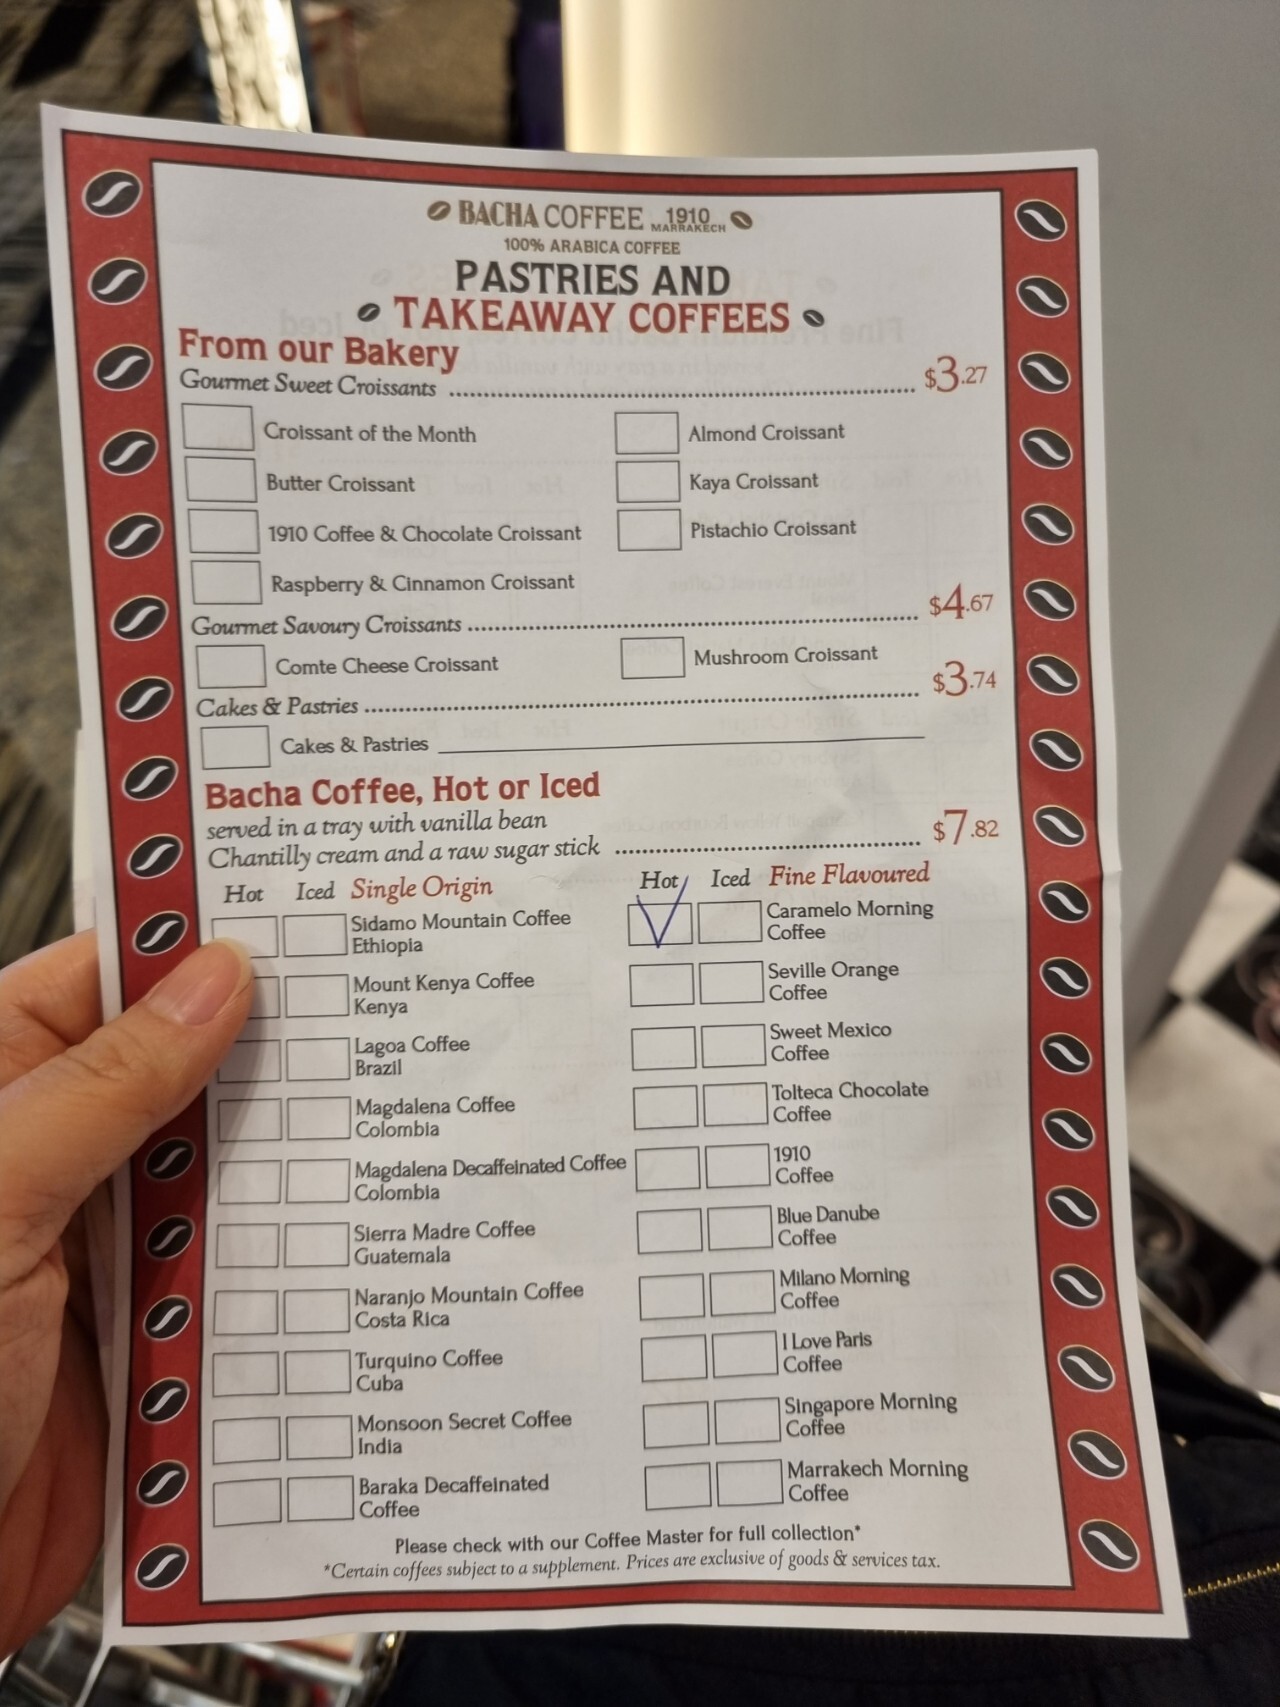 BACHA COFFEE 1910 MARRAKECH
100% ARABICA COFFEE
PASTRIES AND
TAKEAWAY COFFEES
From our Bakery
Gourmet Sweet Croissants $3.27
Croissant of the Month
Almond Croissant
Butter Croissant
Kaya Croissant
1910 Coffee & Chocolate Croissant
Pistachio Croissant
Raspberry & Cinnamon Croissant
Gourmet Savoury Croissants $4.67
Comte Cheese Croissant
Mushroom Croissant
Cakes & Pastries $3.74
Cakes & Pastries
Bacha Coffee, Hot or Iced
served in a tray with vanilla bean
Chantilly cream and a raw sugar stick $7.82
Hot Iced Single Origin
Sidamo Mountain Coffee
Ethiopia
Mount Kenya Coffee
Kenya
Lagoa Coffee
Brazil
Magdalena Coffee
Colombia
Magdalena Decaffeinated Coffee
Colombia
Sierra Madre Coffee
Guatemala
Naranjo Mountain Coffee
Costa Rica
Turquino Coffee
Cuba
Monsoon Secret Coffee
India
Baraka Decaffeinated
Coffee
Hot Iced Fine Flavoured
Caramelo Morning
Coffee
Seville Orange
Coffee
Sweet Mexico
Coffee
Tolteca Chocolate
Coffee
1910
Coffee
Blue Danube
Coffee
Milano Morning
Coffee
I Love Paris
Coffee
Singapore Morning
Coffee
Marrakech Morning
Coffee
Please check with our Coffee Master for full collection*
*Certain coffees subject to a supplement. Prices are exclusive of goods & services tax.